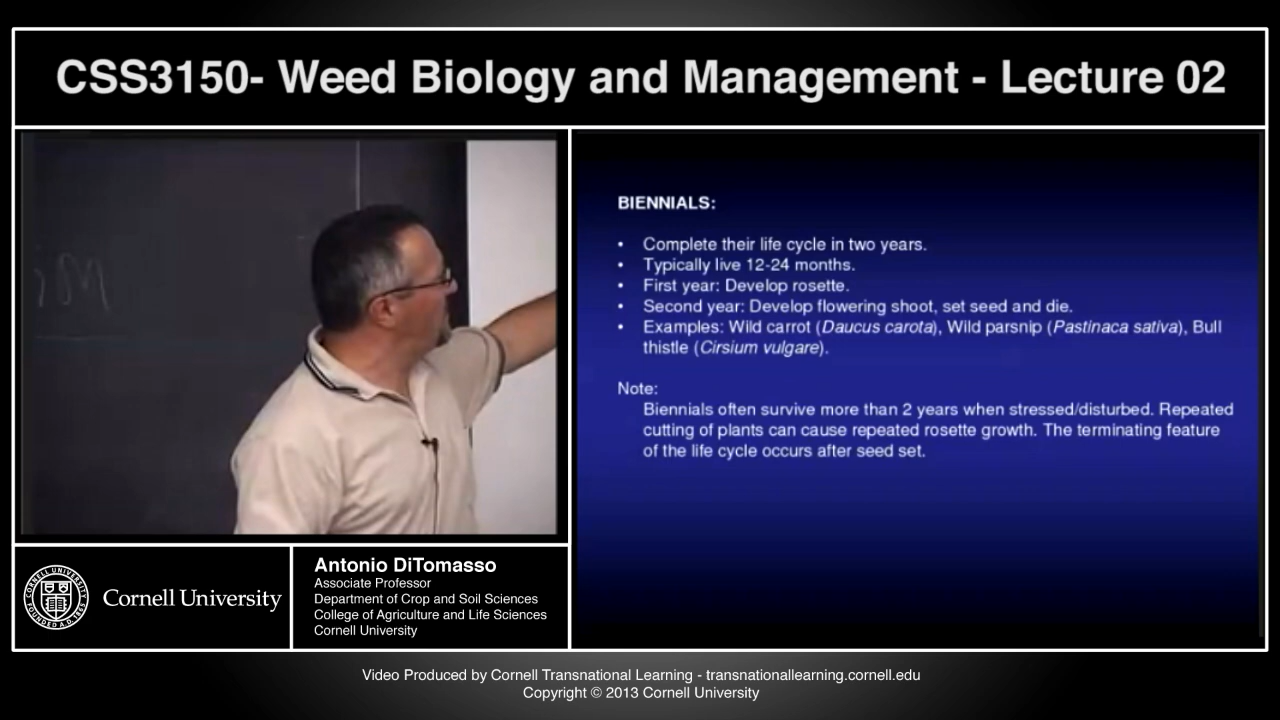 CSS3150- Weed Biology and Management - Lecture 02
BIENNIALS:
• Complete their life cycle in two years.
• Typically live 12-24 months.
• First year: Develop rosette.
• Second year: Develop flowering shoot, set seed and die.
• Examples: Wild carrot (Daucus carota), Wild parsnip (Pastinaca sativa), Bull
thistle (Cirsium vulgare).
Note:
Biennials often survive more than 2 years when stressed/disturbed. Repeated
cutting of plants can cause repeated rosette growth. The terminating feature
of the life cycle occurs after seed set.
CORNELL UNIVERSITY
FOUNDED A.D. 1865
Cornell University
Antonio DiTomasso
Associate Professor
Department of Crop and Soil Sciences
College of Agriculture and Life Sciences
Cornell University
Video Produced by Cornell Transnational Learning - transnationallearning.cornell.edu
Copyright © 2013 Cornell University